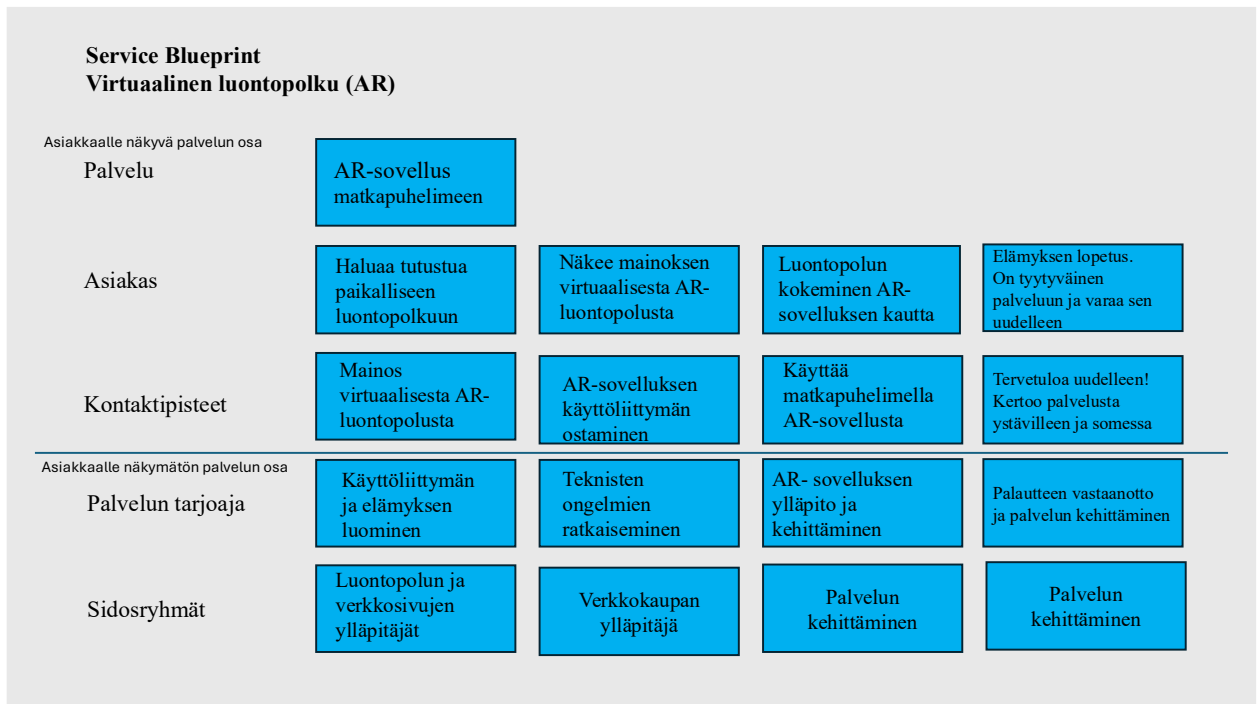 Service Blueprint
Virtuaalinen luontopolku (AR)
Asiakkaalle näkyvä palvelun osa
Palvelu
AR-sovellus
matkapuhelimeen
Asiakas
Haluaa tutustua
paikalliseen
luontopolkuun
Näkee mainoksen
virtuaalisesta AR-
luontopolusta
Luontopolun
kokeminen AR-
sovelluksen kautta
Elämyksen lopetus.
On tyytyväinen
palveluun ja varaa sen
uudelleen
Kontaktipisteet
Mainos
virtuaalisesta AR-
luontopolusta
AR-sovelluksen
käyttöliittymän
ostaminen
Käyttää
matkapuhelimella
AR-sovellusta
Tervetuloa uudelleen!
Kertoo palvelusta
ystävilleen ja somessa
Asiakkaalle näkymätön palvelun osa
Palvelun tarjoaja
Käyttöliittymän
ja elämyksen
luominen
Teknisten
ongelmien
ratkaiseminen
AR- sovelluksen
ylläpito ja
kehittäminen
Palautteen vastaanotto
ja palvelun kehittäminen
Sidosryhmät
Luontopolun ja
verkkosivujen
ylläpitäjät
Verkkokaupan
ylläpitäjä
Palvelun
kehittäminen
Palvelun
kehittäminen